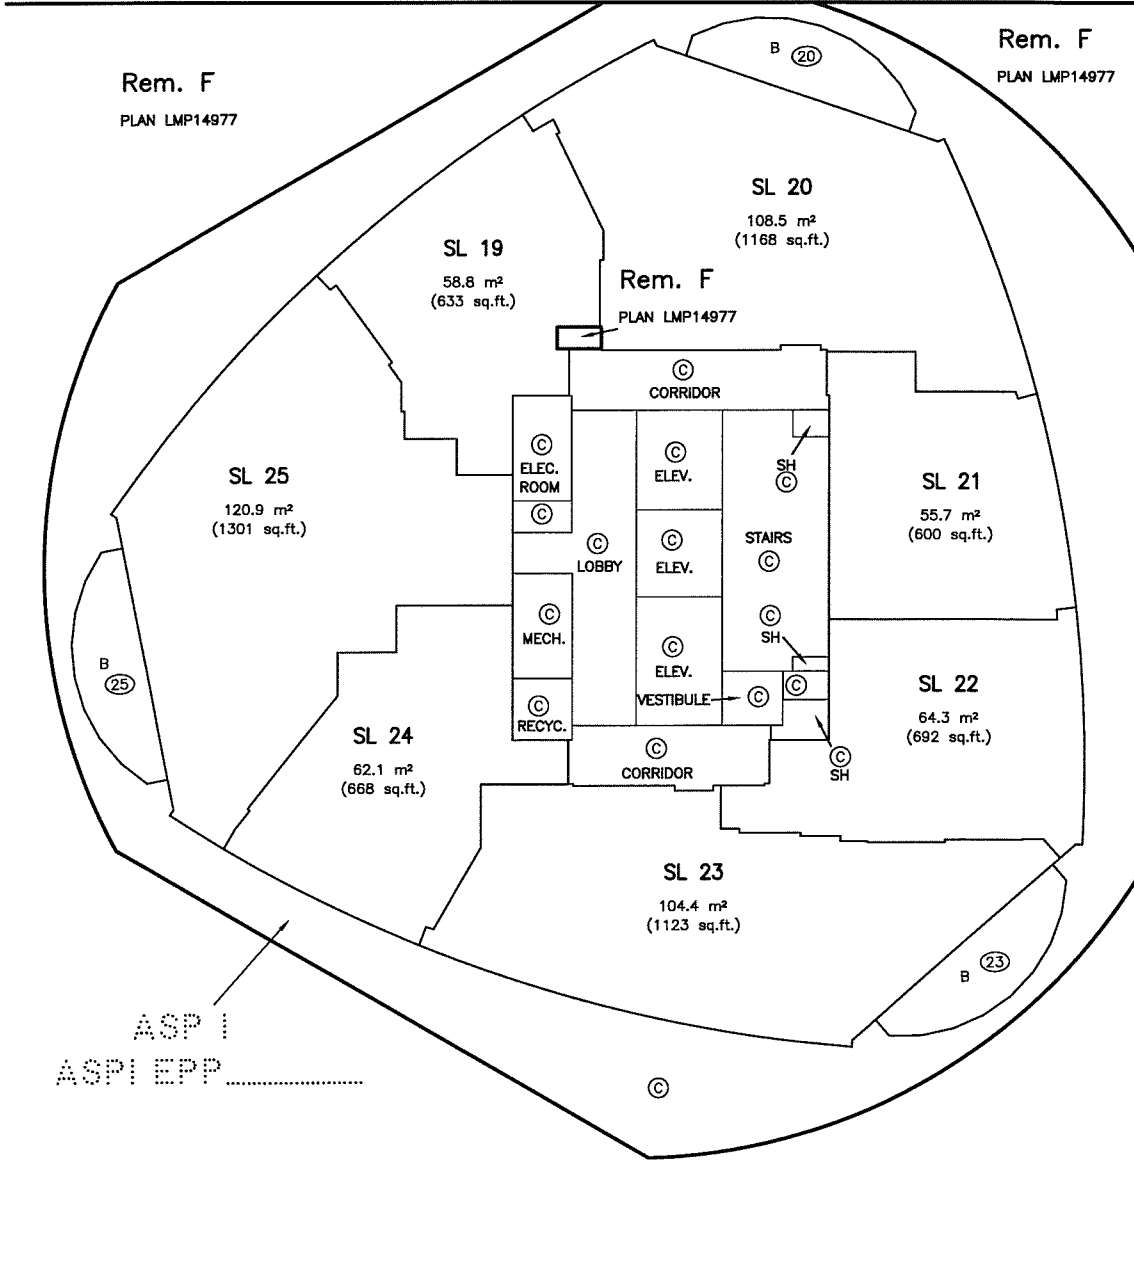 Rem. F
PLAN LMP14977
B 20
Rem. F
PLAN LMP14977
SL 20
108.5 m²
(1168 sq.ft.)
SL 19
58.8 m²
(633 sq.ft.)
Rem. F
PLAN LMP14977
C
CORRIDOR
SL 25
120.9 m²
(1301 sq.ft.)
C
ELEC.
ROOM
C
C
LOBBY
C
ELEV.
C
ELEV.
C
ELEV.
SH
C
STAIRS
C
C
SH
SL 21
55.7 m²
(600 sq.ft.)
C
MECH.
C
RECYC.
VESTIBULE
C
C
SL 22
64.3 m²
(692 sq.ft.)
B
25
SL 24
62.1 m²
(668 sq.ft.)
C
CORRIDOR
C
SH
SL 23
104.4 m²
(1123 sq.ft.)
B 23
ASP 1
ASP1 EPP
C